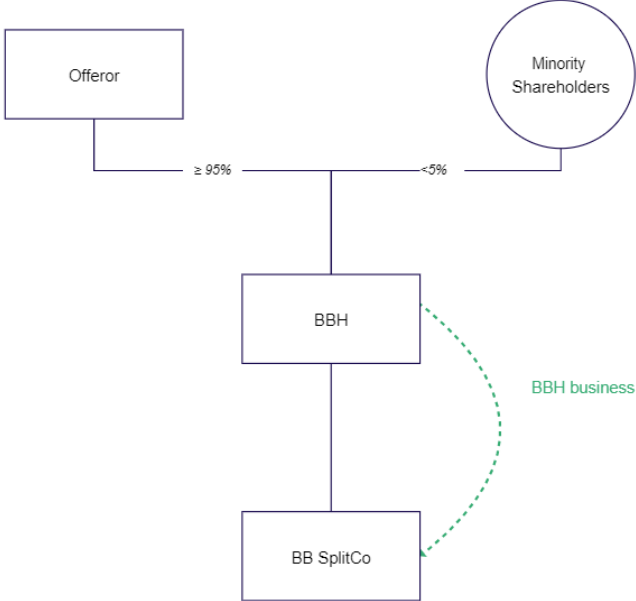 Offeror
Minority
Shareholders
≥ 95%
<5%
BBH
BBH business
BB SplitCo